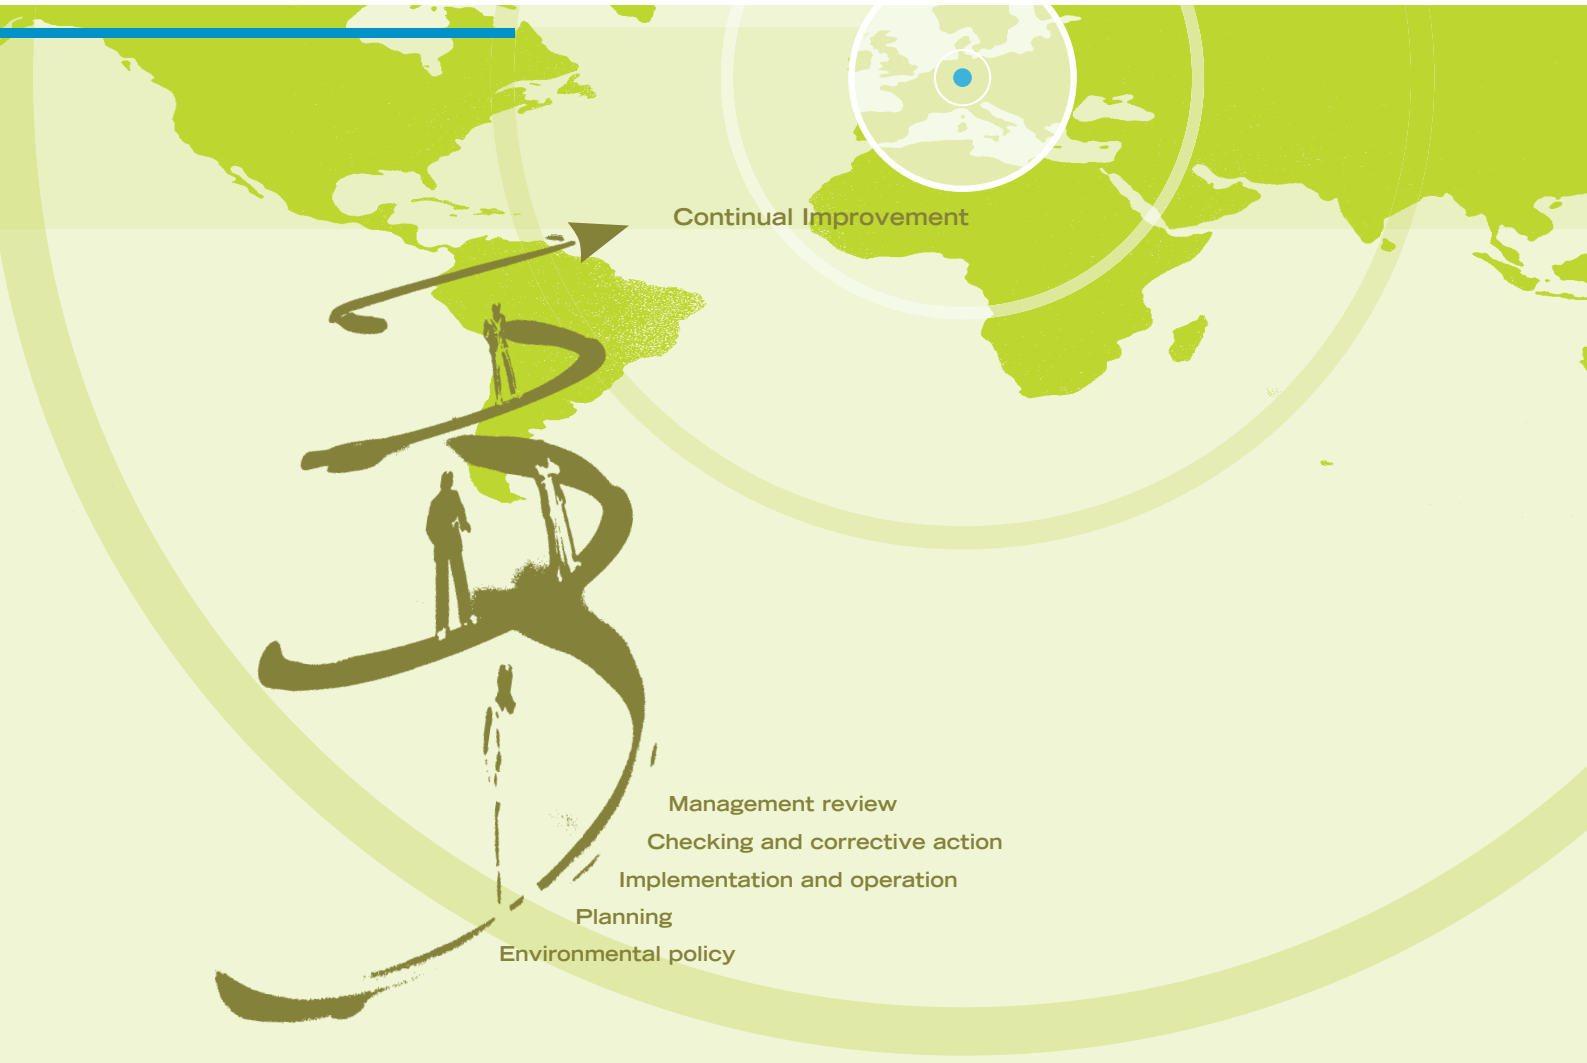 Continual Improvement
Management review
Checking and corrective action
Implementation and operation
Planning
Environmental policy